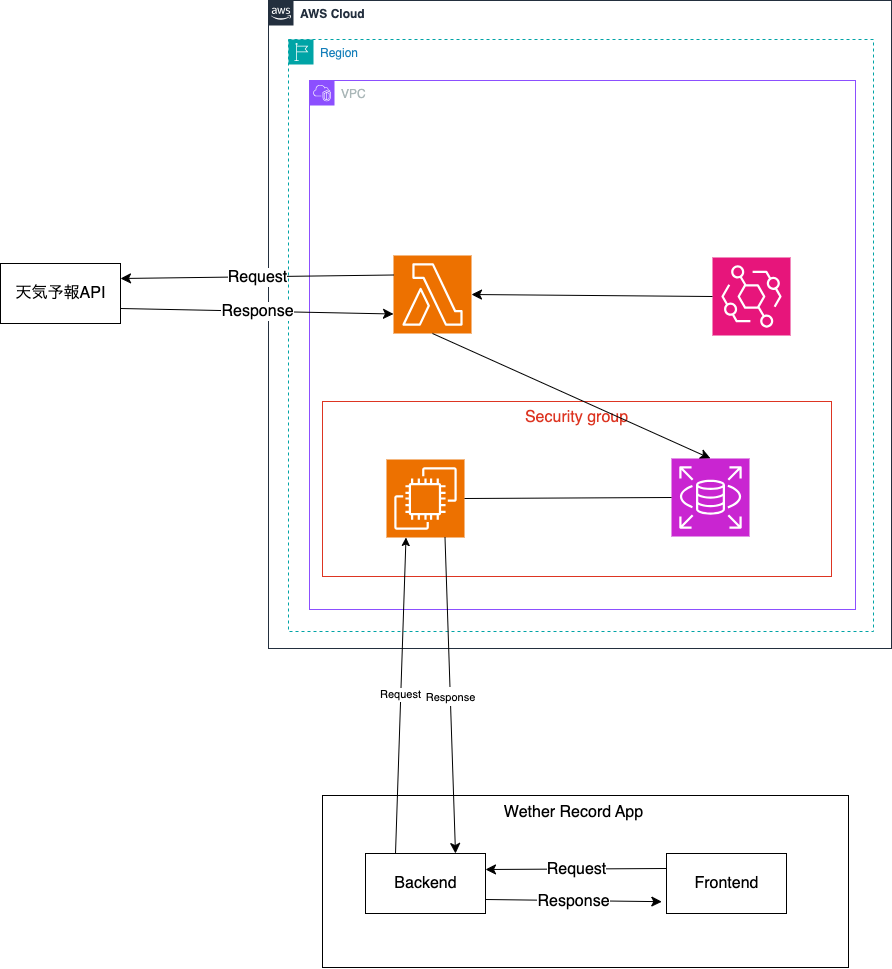 aws
AWS Cloud
Region
VPC
Request
天気予報API
Response
Security group
Request
Response
Wether Record App
Request
Backend
Frontend
Response